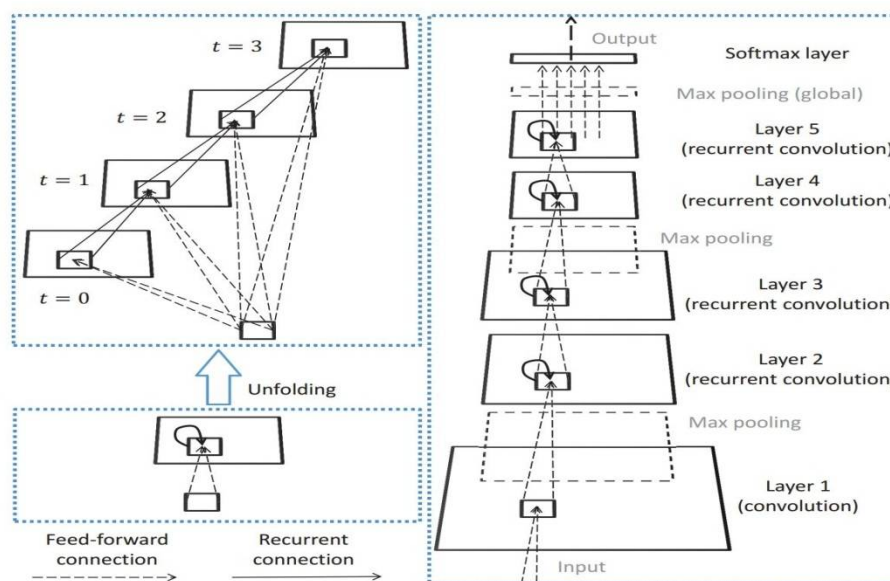 t = 3
t = 2
t = 1
t = 0
Unfolding
Feed-forward
connection
Recurrent
connection
Output
Softmax layer
Max pooling (global)
Layer 5
(recurrent convolution)
Layer 4
(recurrent convolution)
Max pooling
Layer 3
(recurrent convolution)
Layer 2
(recurrent convolution)
Max pooling
Layer 1
(convolution)
Input